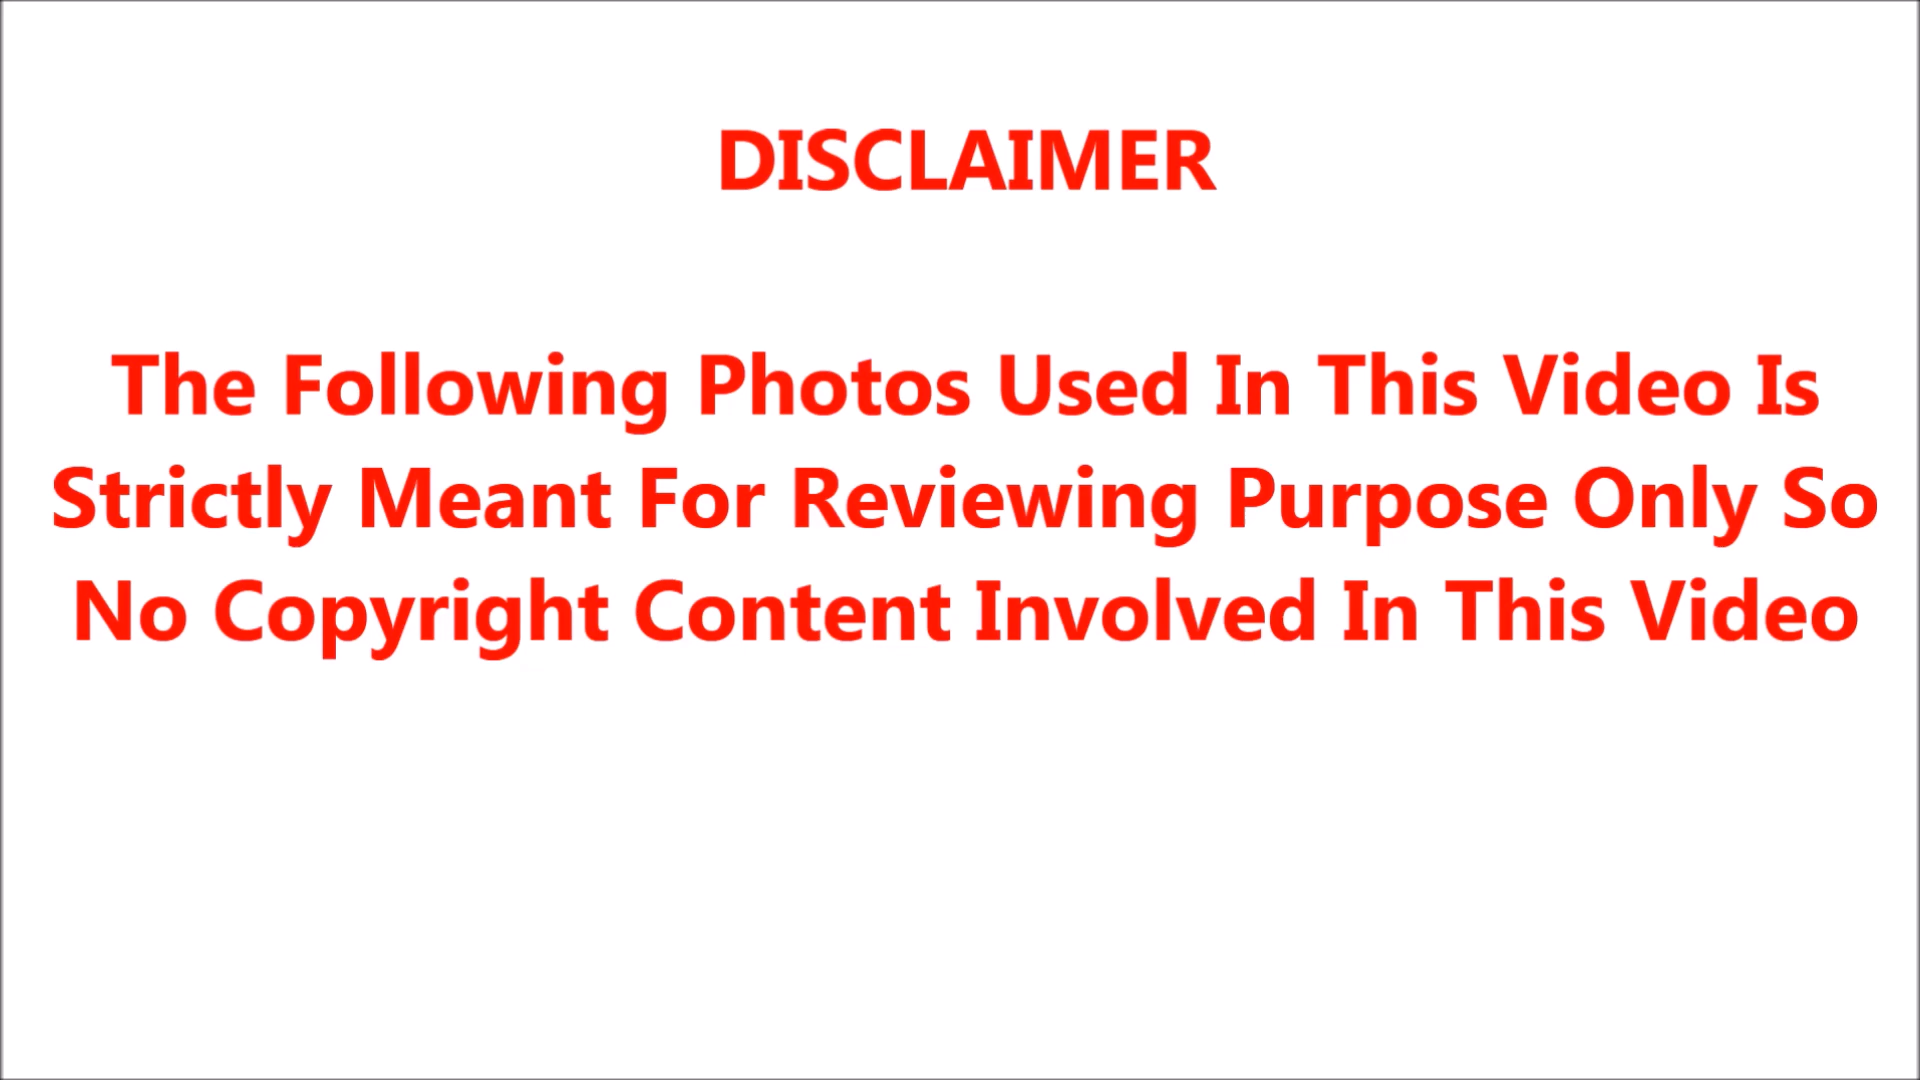 DISCLAIMER
The Following Photos Used In This Video Is
Strictly Meant For Reviewing Purpose Only So
No Copyright Content Involved In This Video